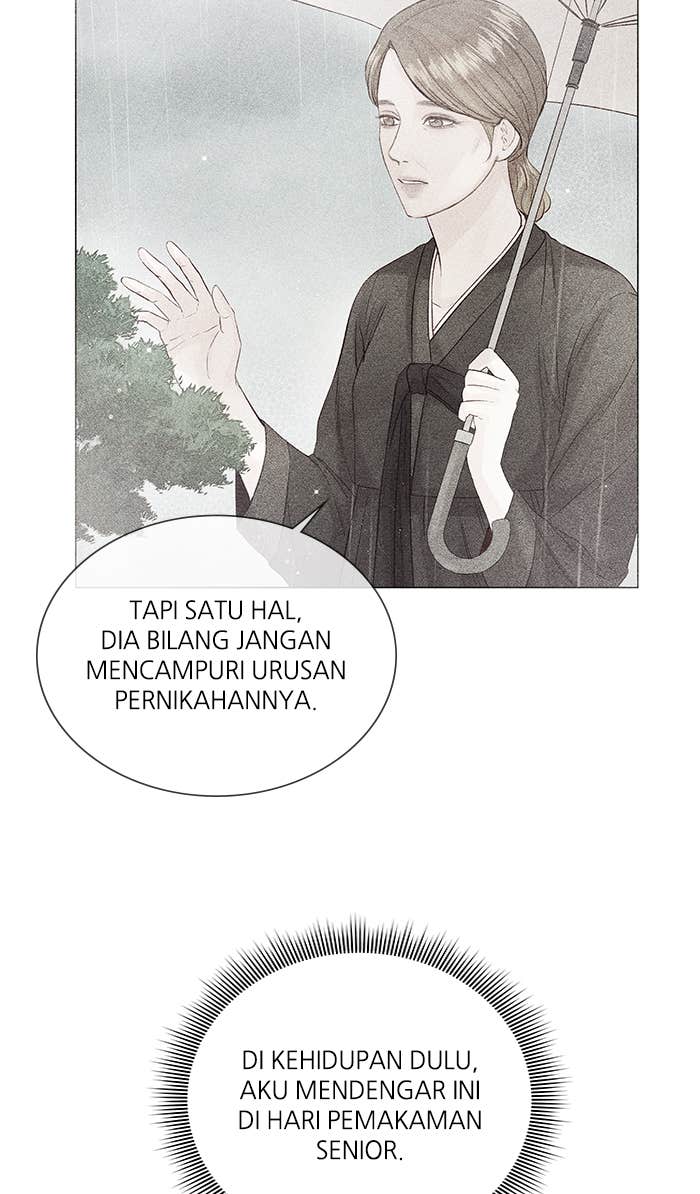 TAPI SATU HAL,
DIA BILANG JANGAN
MENCAMPURI URUSAN
PERNIKAHANNYA.
DI KEHIDUPAN DULU,
AKU MENDENGAR INI
DI HARI PEMAKAMAN
SENIOR.